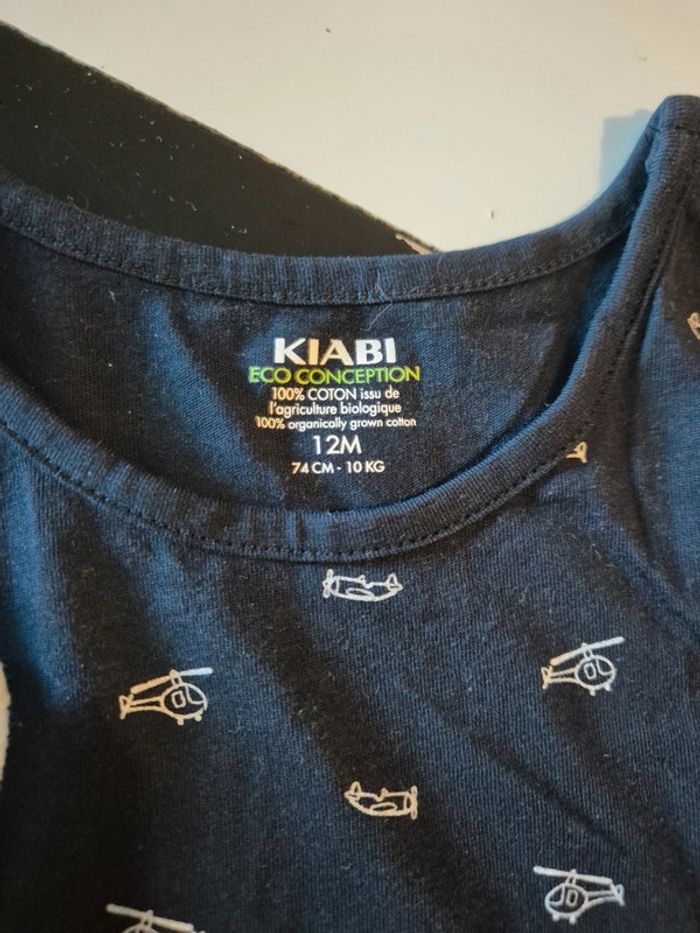 KIABI
ECO CONCEPTION
100% COTON issu de
l'agriculture biologique
100% organically grown cotton
12M
74 CM - 10 KG